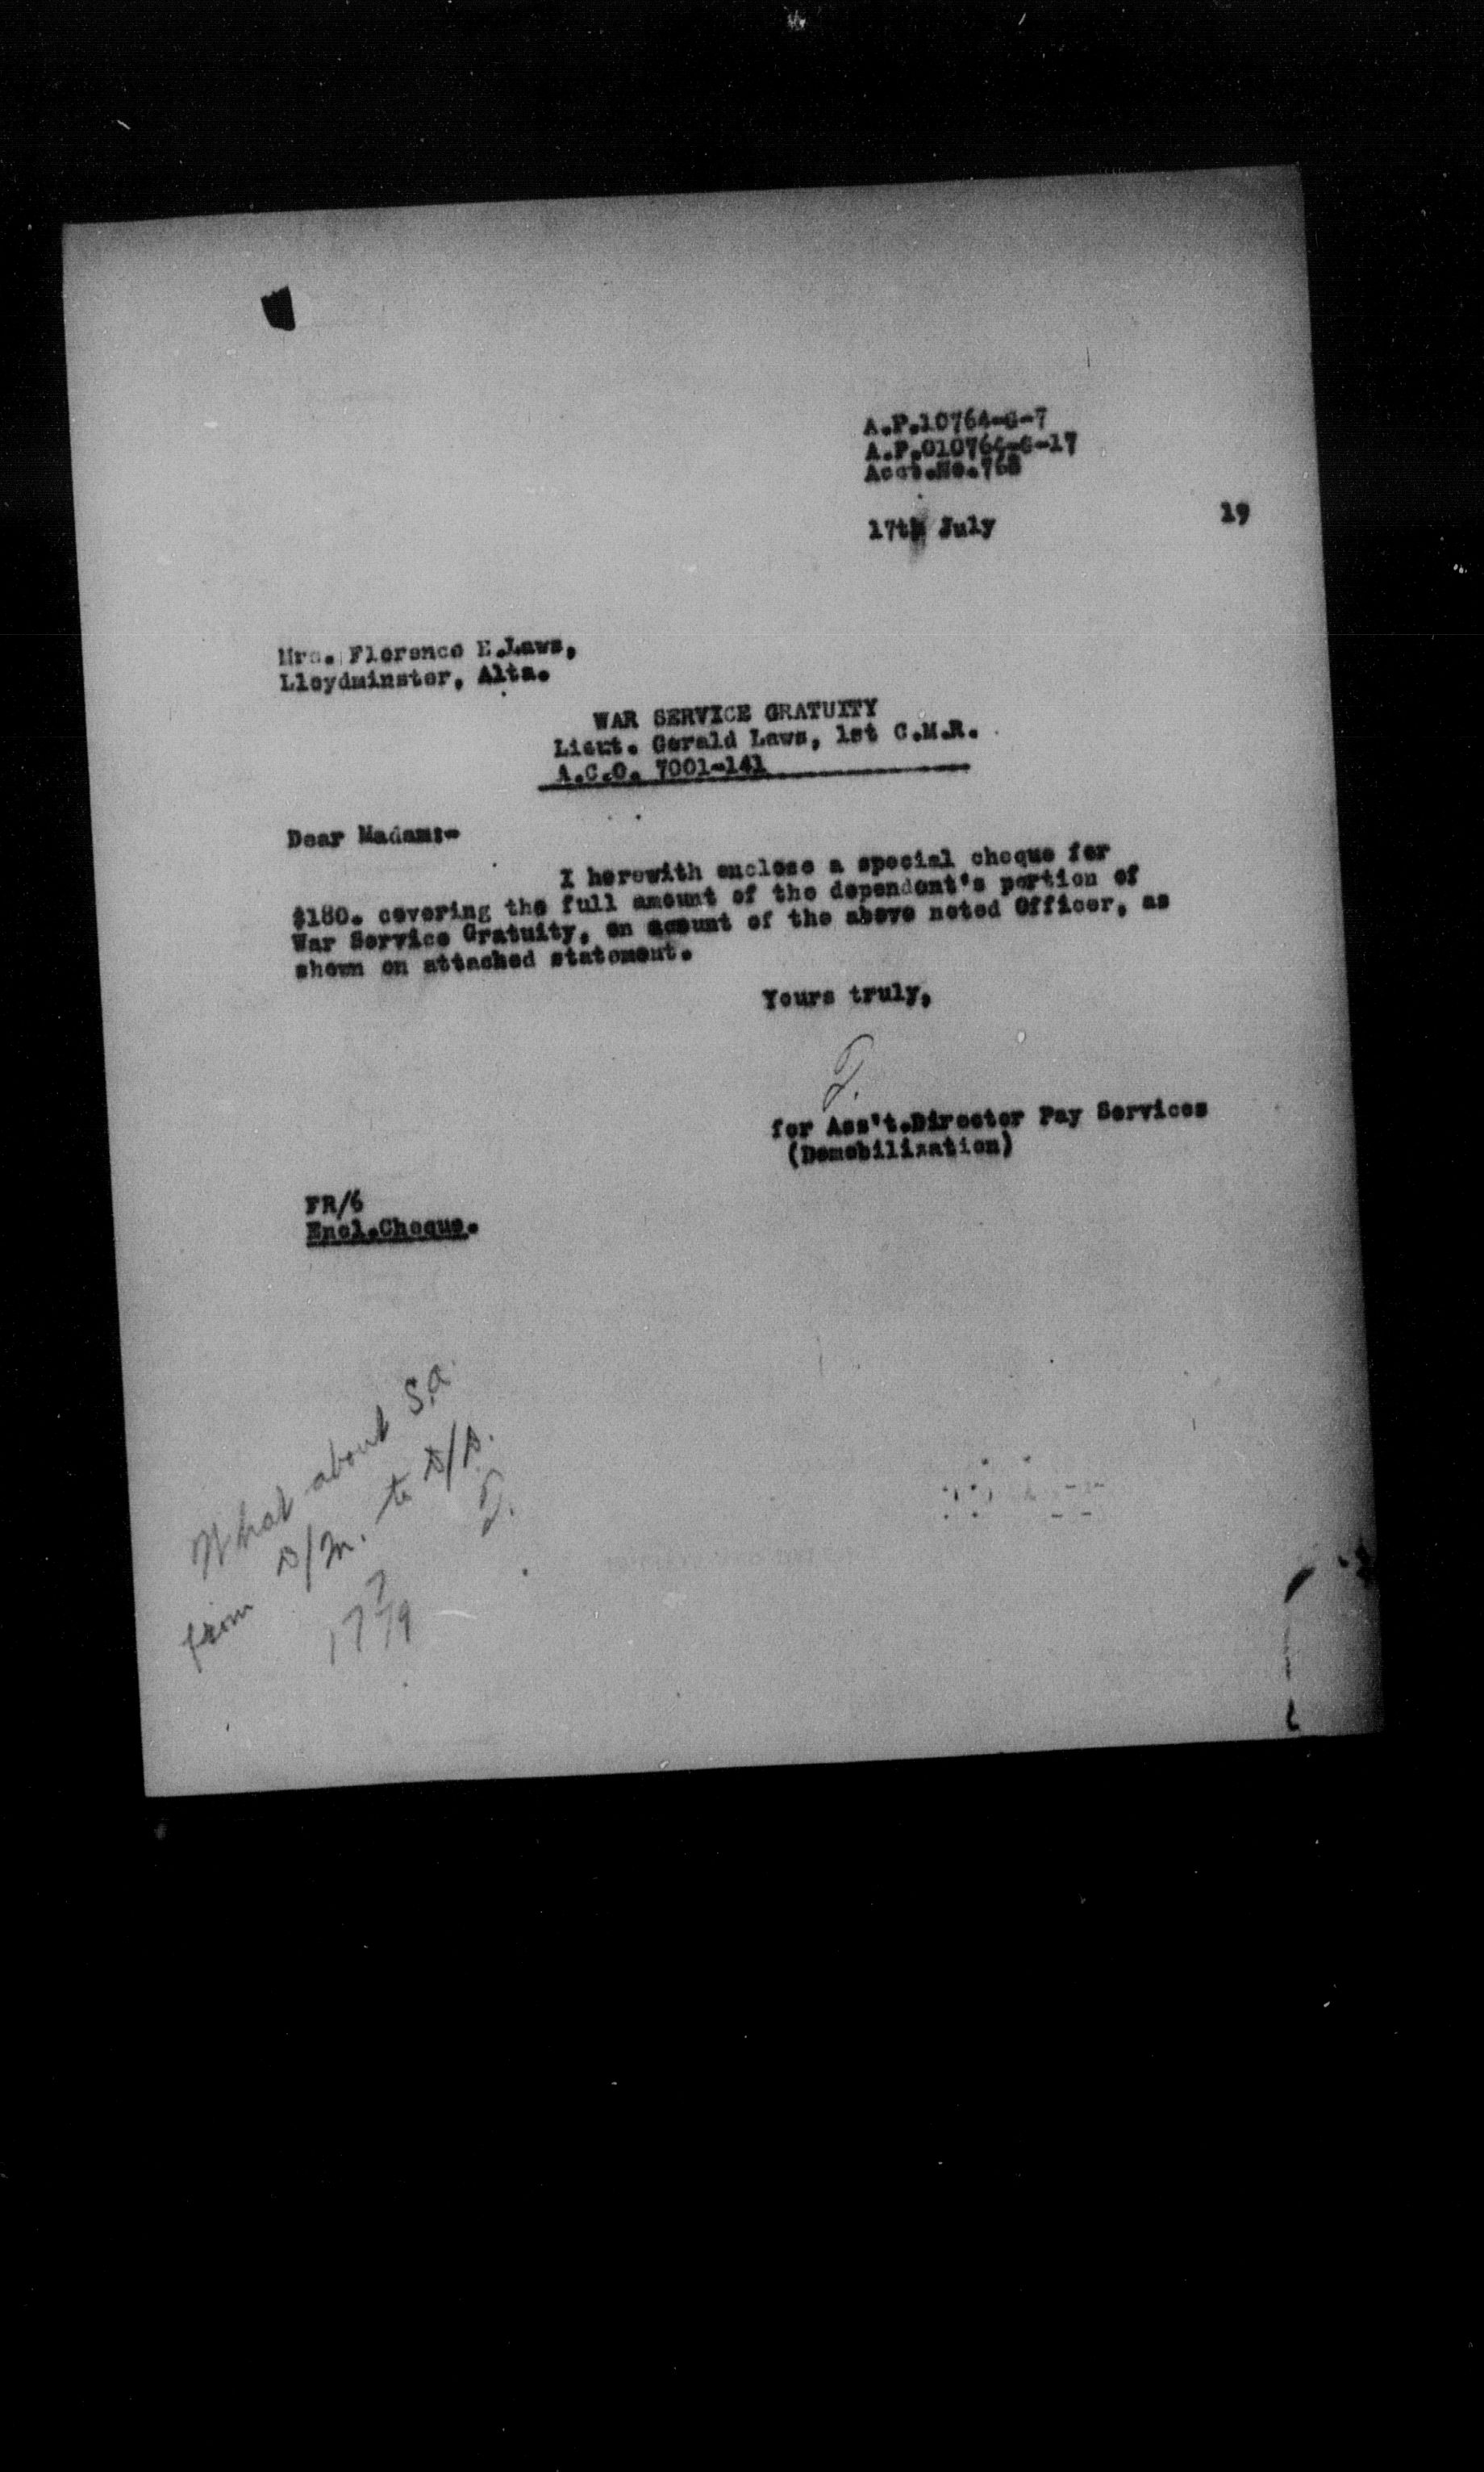 A.P.10764-G-7
A.P.010764-G-17
Acct.No.768
17th July 19
Mrs. Florence E.Laws,
Lloydminster, Alta.
WAR SERVICE GRATUITY
Lieut. Gerald Laws, 1st C.M.R.
A.C.O. 7001-141
Dear Madam:-
I herewith enclose a special cheque for
$180. covering the full amount of the dependent's portion of
War Service Gratuity, on acount of the above noted Officer, as
shown on attached statement.
Yours truly,
for Ass't.Director Pay Services
(Demobilization)
FR/6
Encl.Cheque.
What about S.A.
from D/M. to D/D.
17/7/19